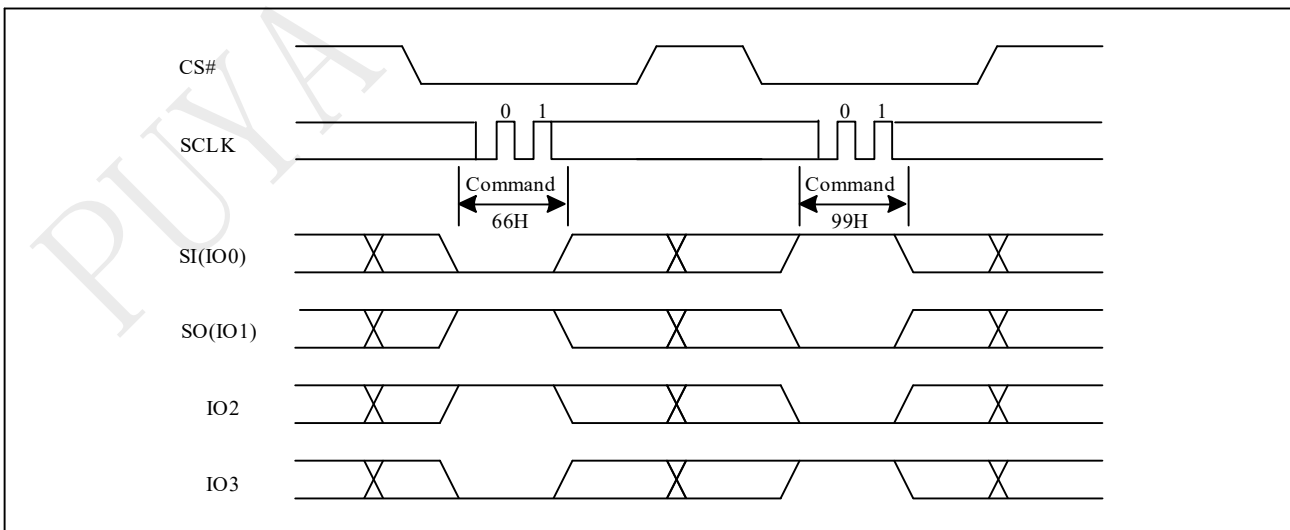 PUYA
CS#
0 1 0 1
SCLK
Command Command
66H 99H
SI(IO0)
SO(IO1)
IO2
IO3